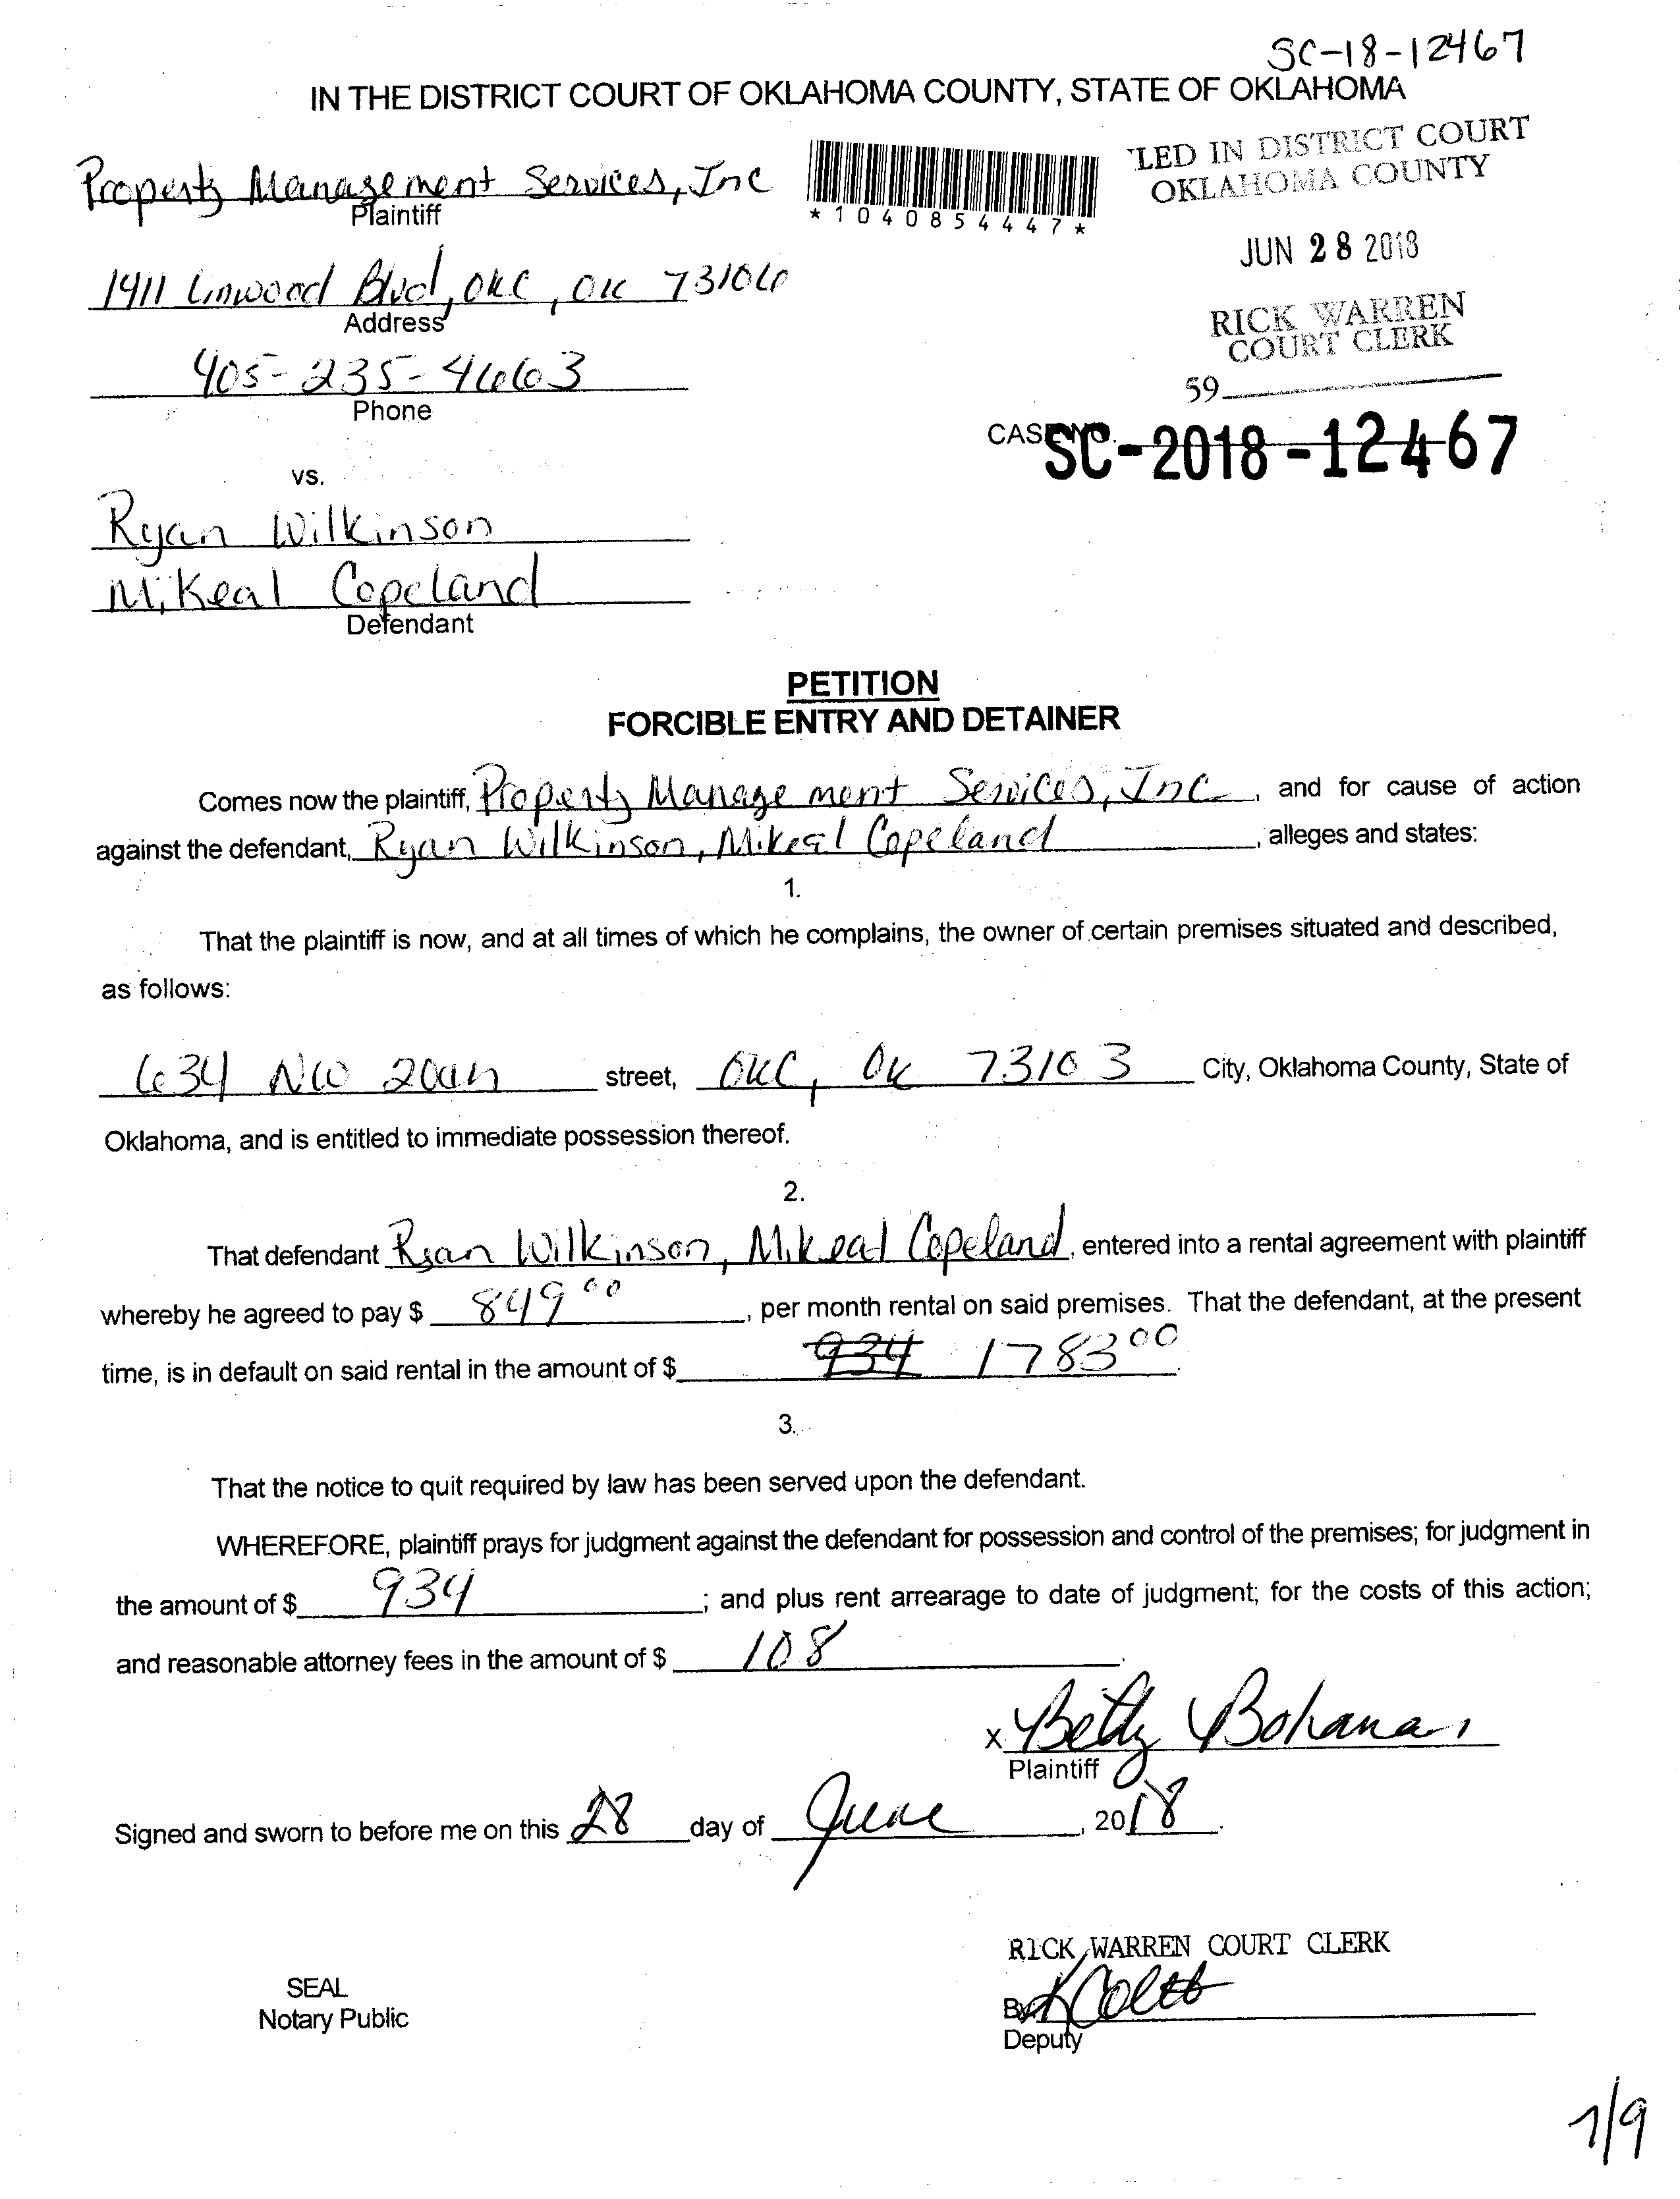 SC-18-12467
IN THE DISTRICT COURT OF OKLAHOMA COUNTY, STATE OF OKLAHOMA
Property Management Services, Inc
Plaintiff
*1040854447*
LED IN DISTRICT COURT
OKLAHOMA COUNTY
JUN 28 2018
RICK WARREN
COURT CLERK
59
1411 Linwood Blvd, OKC, OK 73106
Address
405-235-4663
Phone
CASE NO. SC-2018-12467
vs.
Ryan Wilkinson
Mikeal Copeland
Defendant
PETITION
FORCIBLE ENTRY AND DETAINER
Comes now the plaintiff, Property Management Services, Inc., and for cause of action
against the defendant, Ryan Wilkinson, Mikeal Copeland, alleges and states:
1.
That the plaintiff is now, and at all times of which he complains, the owner of certain premises situated and described,
as follows:
634 NW 20th street, OKC, OK 73103 City, Oklahoma County, State of
Oklahoma, and is entitled to immediate possession thereof.
2.
That defendant Ryan Wilkinson, Mikeal Copeland, entered into a rental agreement with plaintiff
whereby he agreed to pay $ 849 00, per month rental on said premises. That the defendant, at the present
time, is in default on said rental in the amount of $ 934 1783 00.
3.
That the notice to quit required by law has been served upon the defendant.
WHEREFORE, plaintiff prays for judgment against the defendant for possession and control of the premises; for judgment in
the amount of $ 934; and plus rent arrearage to date of judgment; for the costs of this action;
and reasonable attorney fees in the amount of $ 108.
x Betty Bohanan
Plaintiff
Signed and sworn to before me on this 28 day of June, 2018.
RICK WARREN COURT CLERK
SEAL
Notary Public
By
Deputy
1/9